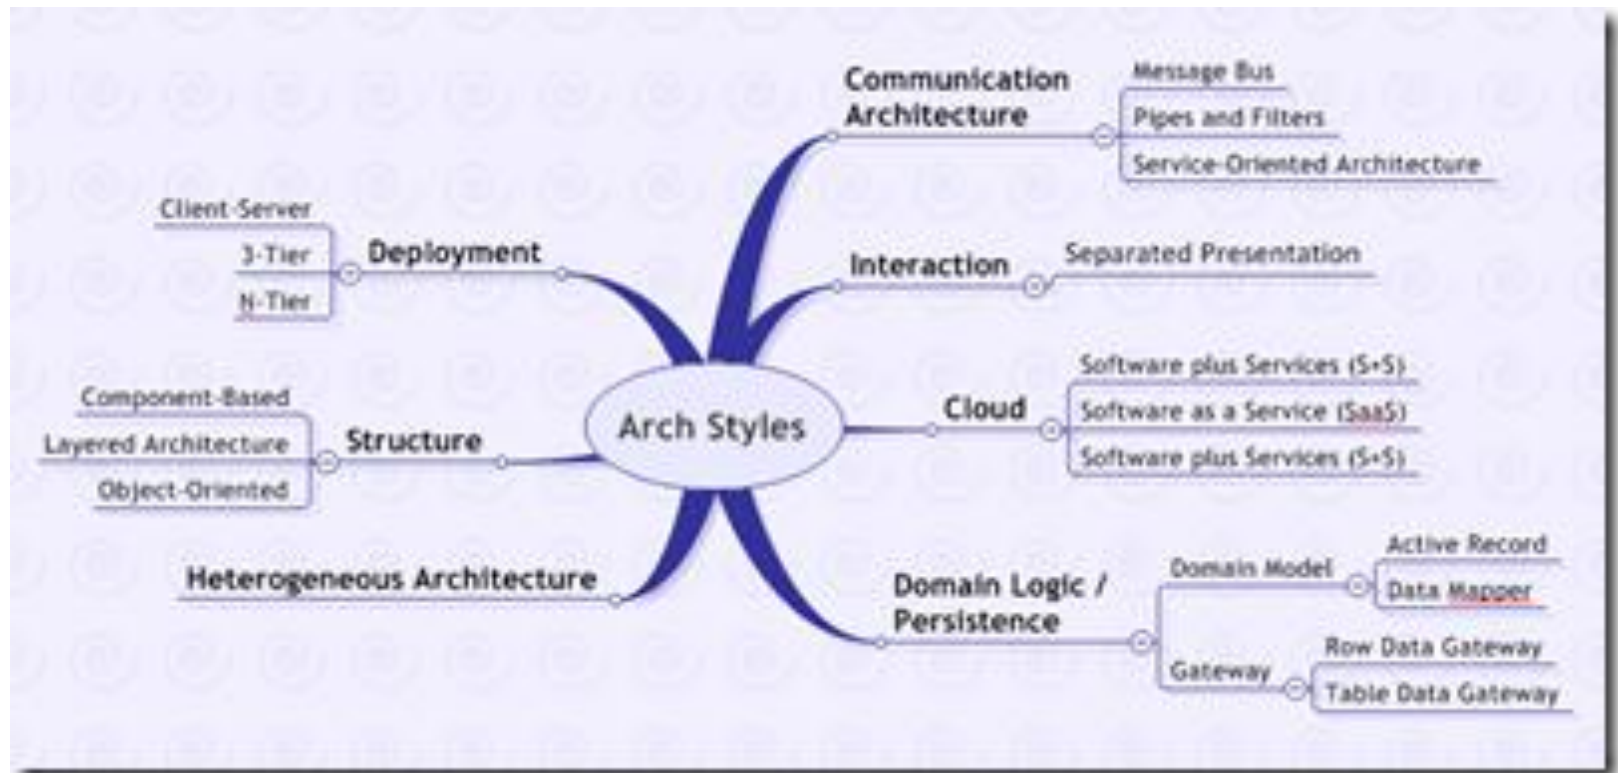 Communication
Architecture
Message Bus
Pipes and Filters
Service-Oriented Architecture
Client-Server
3-Tier
N-Tier
Deployment
Interaction
Separated Presentation
Arch Styles
Cloud
Software plus Services (S+S)
Software as a Service (SaaS)
Software plus Services (S+S)
Component-Based
Layered Architecture
Object-Oriented
Structure
Heterogeneous Architecture
Domain Logic /
Persistence
Domain Model
Active Record
Data Mapper
Gateway
Row Data Gateway
Table Data Gateway